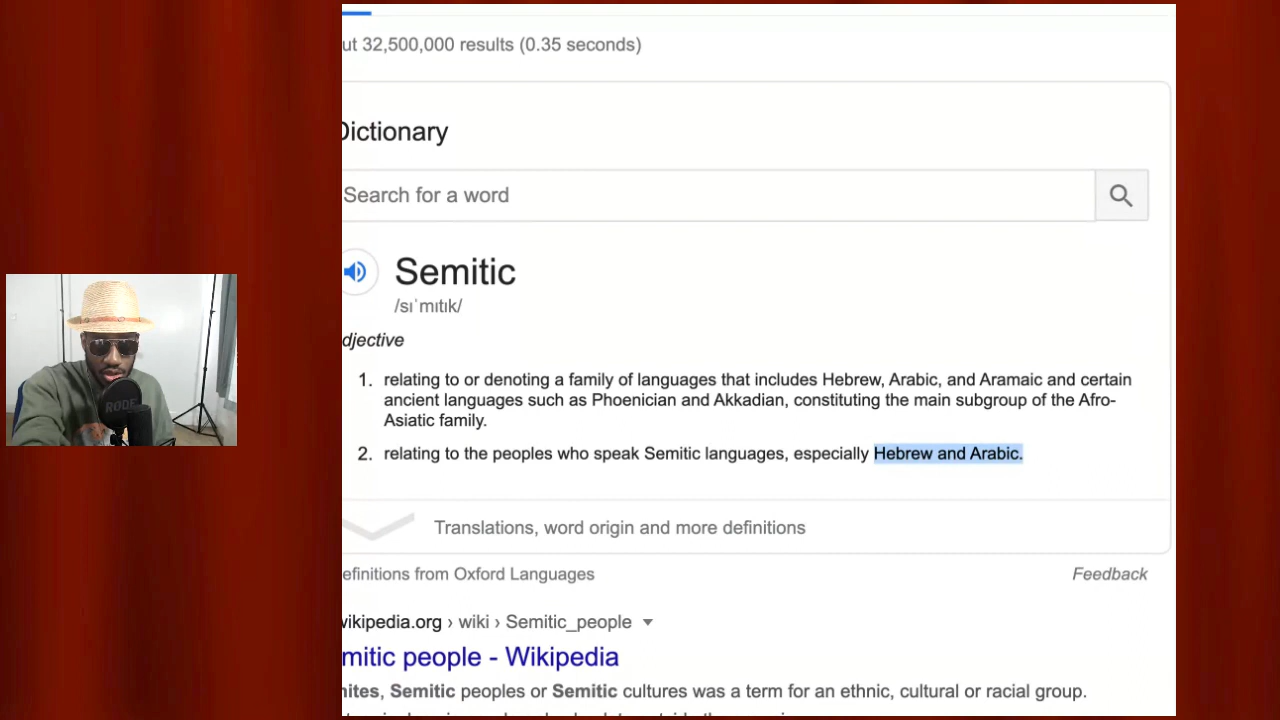 ut 32,500,000 results (0.35 seconds)
Dictionary
Search for a word
Semitic
/sɪˈmɪtɪk/
djective
1. relating to or denoting a family of languages that includes Hebrew, Arabic, and Aramaic and certain
ancient languages such as Phoenician and Akkadian, constituting the main subgroup of the Afro-
Asiatic family.
2. relating to the peoples who speak Semitic languages, especially Hebrew and Arabic.
Translations, word origin and more definitions
efinitions from Oxford Languages
Feedback
wikipedia.org › wiki › Semitic_people
mitic people - Wikipedia
nites, Semitic peoples or Semitic cultures was a term for an ethnic, cultural or racial group.
RODE